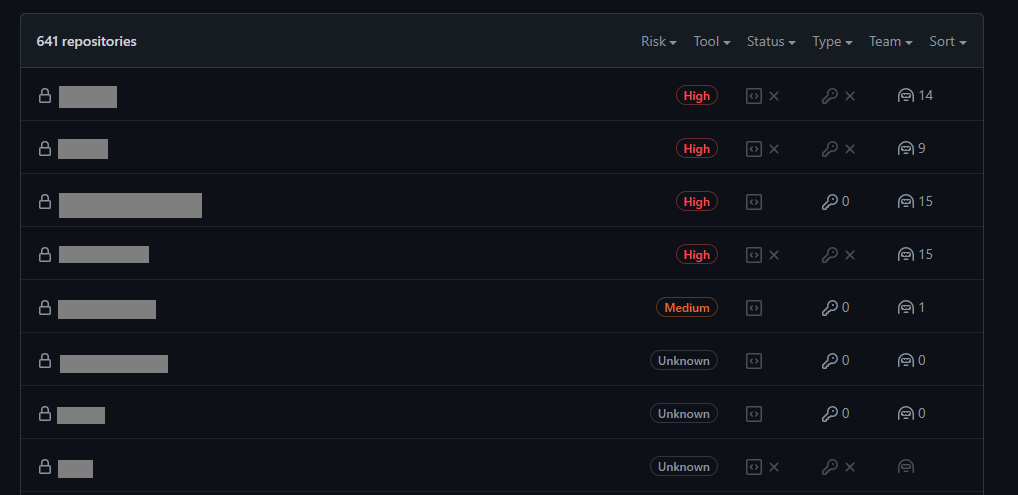 641 repositories Risk Tool Status Type Team Sort
High 14
High 9
High 0 15
High 15
Medium 0 1
Unknown 0 0
Unknown 0 0
Unknown